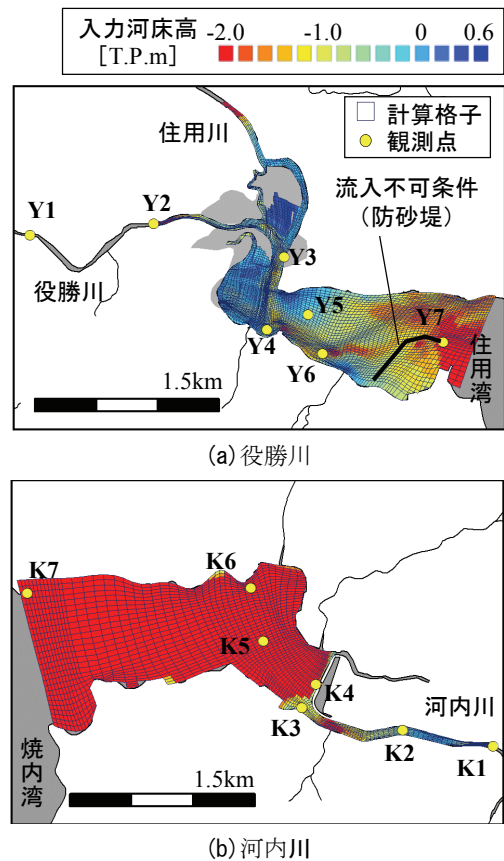 入力河床高
[T.P.m]
-2.0 -1.0 0 0.6
計算格子
観測点
住用川
流入不可条件
(防砂堤)
Y1
Y2
Y3
役勝川
Y5
Y7
Y4
Y6
住用湾
1.5km
(a)役勝川
K7
K6
K5
K4
K3
河内川
K2
K1
焼内湾
1.5km
(b)河内川